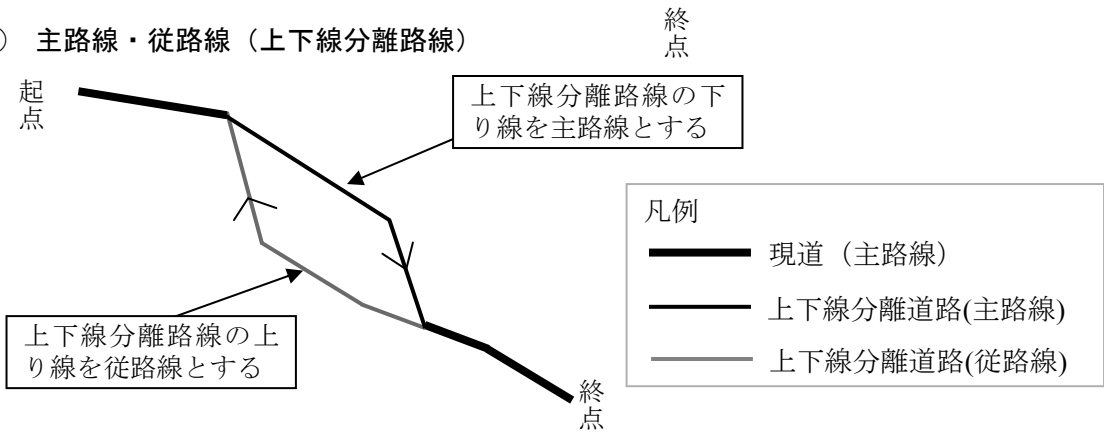 終
点
) 主路線・従路線（上下線分離路線）
起
点
上下線分離路線の下
り線を主路線とする
凡例
現道（主路線）
上下線分離道路(主路線)
上下線分離道路(従路線)
上下線分離路線の上
り線を従路線とする
終
点